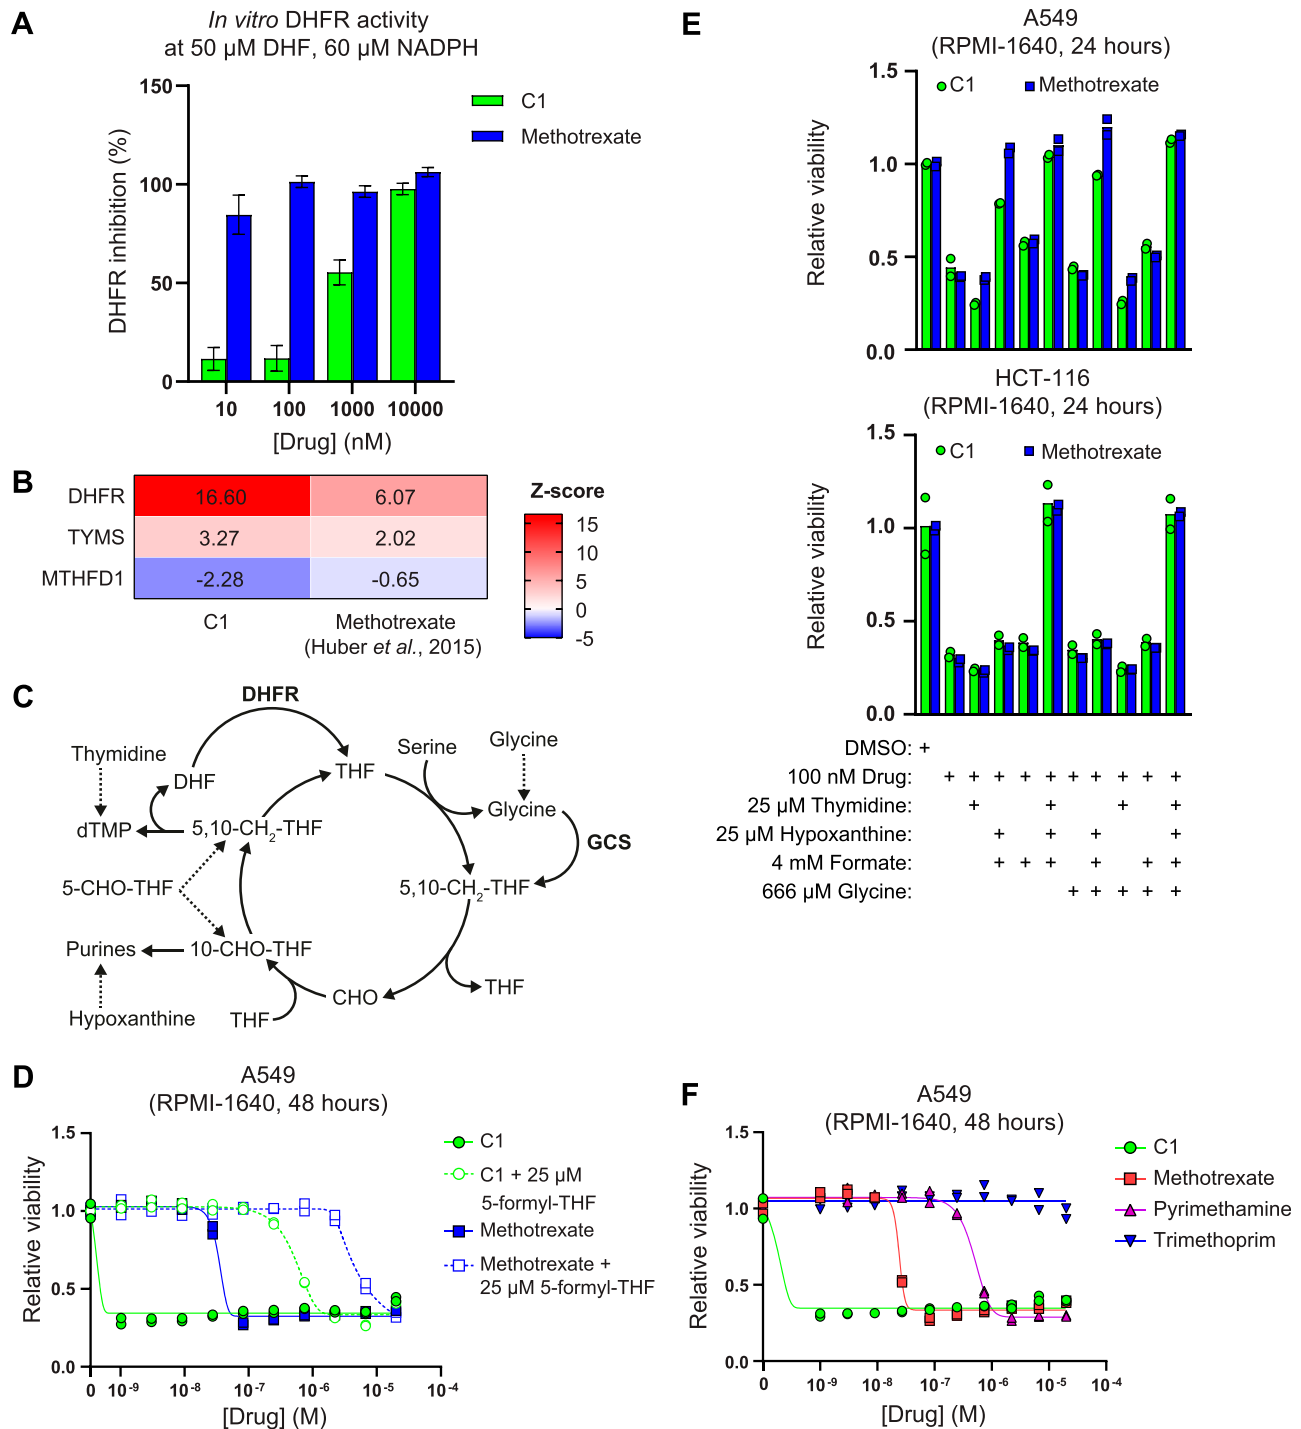 A
In vitro DHFR activity
at 50 µM DHF, 60 µM NADPH
150
100
50
0
DHFR inhibition (%)
10
100
1000
10000
[Drug] (nM)
C1
Methotrexate
B
DHFR
16.60
6.07
TYMS
3.27
2.02
MTHFD1
-2.28
-0.65
C1
Methotrexate
(Huber et al., 2015)
Z-score
15
10
5
0
-5
C
DHFR
Thymidine
DHF
THF
Serine
Glycine
dTMP
5,10-CH2-THF
Glycine
GCS
5-CHO-THF
5,10-CH2-THF
Purines
10-CHO-THF
CHO
THF
Hypoxanthine
THF
D
A549
(RPMI-1640, 48 hours)
1.5
1.0
0.5
0.0
Relative viability
0
10-9
10-8
10-7
10-6
10-5
10-4
[Drug] (M)
C1
C1 + 25 µM
5-formyl-THF
Methotrexate
Methotrexate +
25 µM 5-formyl-THF
E
A549
(RPMI-1640, 24 hours)
1.5
1.0
0.5
0.0
Relative viability
C1
Methotrexate
HCT-116
(RPMI-1640, 24 hours)
1.5
1.0
0.5
0.0
Relative viability
C1
Methotrexate
DMSO: +
100 nM Drug: + + + + + + + + + +
25 µM Thymidine: + + + +
25 µM Hypoxanthine: + + + +
4 mM Formate: + + + + + +
666 µM Glycine: + + + + +
F
A549
(RPMI-1640, 48 hours)
1.5
1.0
0.5
0.0
Relative viability
0
10-9
10-8
10-7
10-6
10-5
10-4
[Drug] (M)
C1
Methotrexate
Pyrimethamine
Trimethoprim